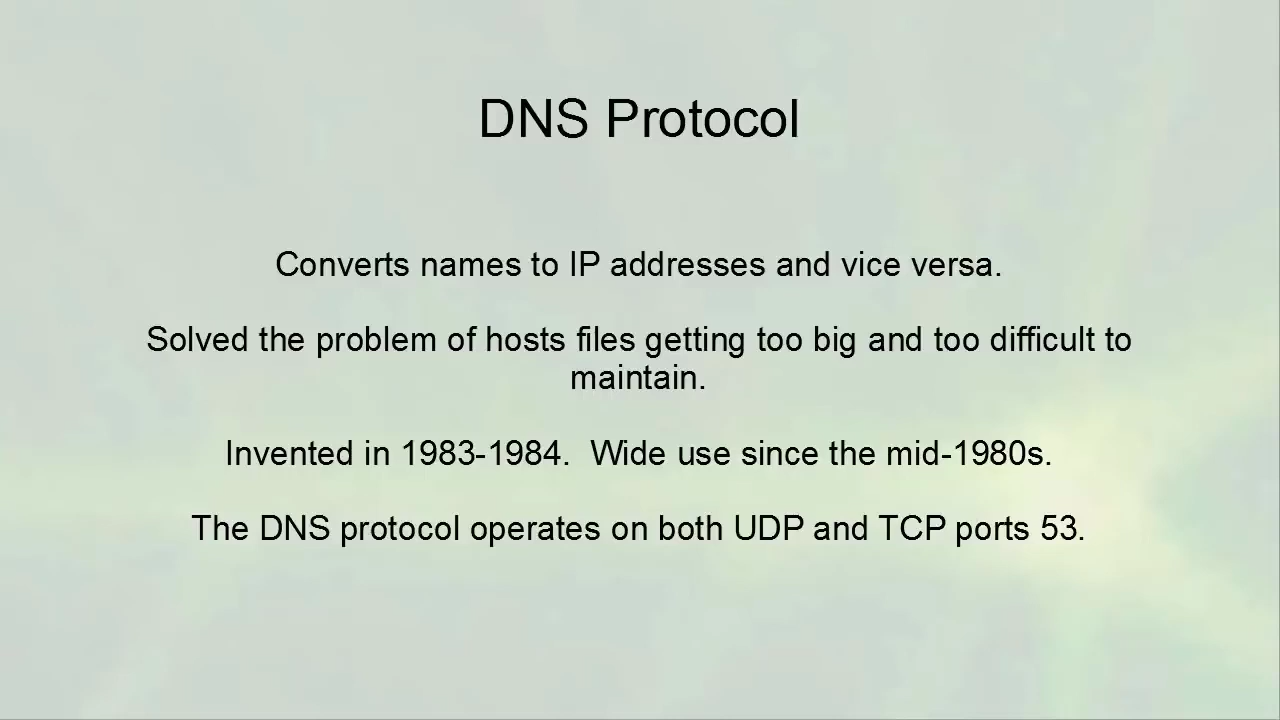 DNS Protocol
Converts names to IP addresses and vice versa.
Solved the problem of hosts files getting too big and too difficult to
maintain.
Invented in 1983-1984.  Wide use since the mid-1980s.
The DNS protocol operates on both UDP and TCP ports 53.